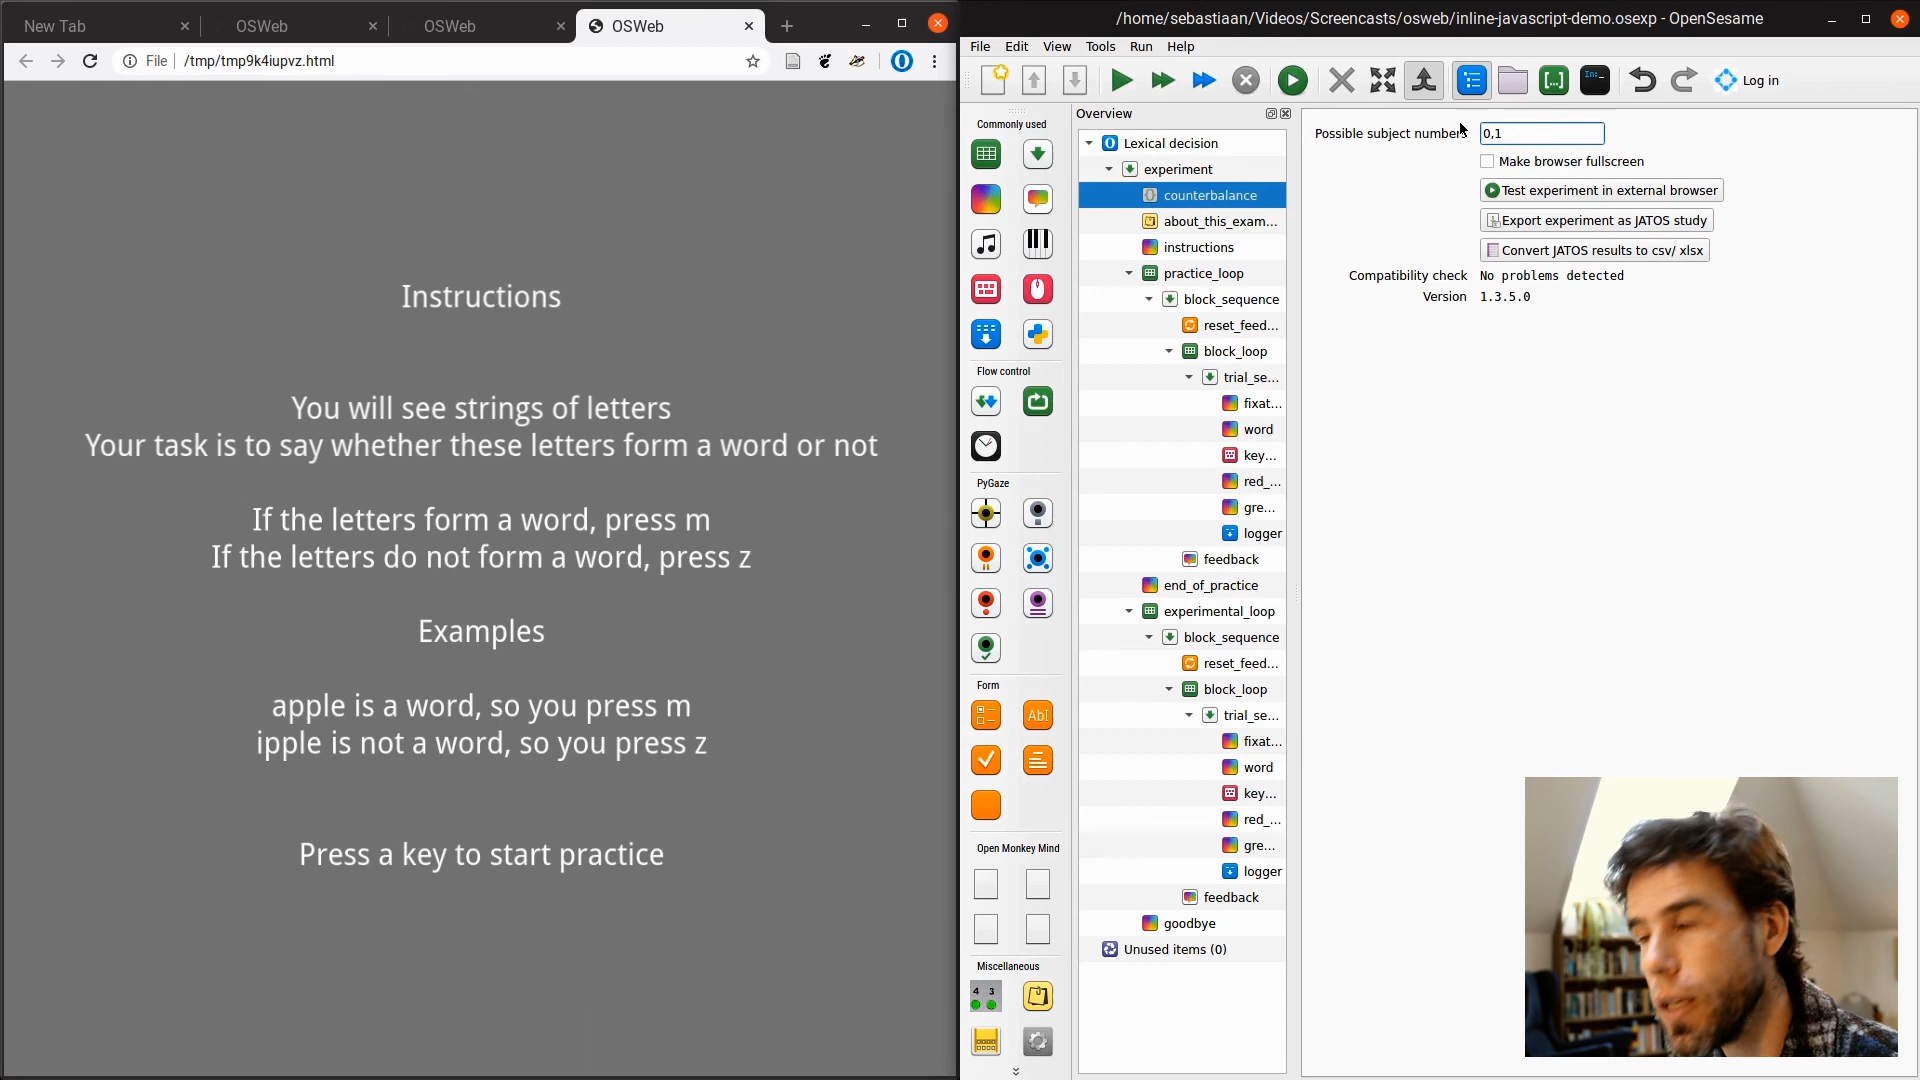 New Tab
OSWeb
OSWeb
OSWeb
File
/tmp/tmp9k4iupvz.html
Instructions
You will see strings of letters
Your task is to say whether these letters form a word or not
If the letters form a word, press m
If the letters do not form a word, press z
Examples
apple is a word, so you press m
ipple is not a word, so you press z
Press a key to start practice
/home/sebastiaan/Videos/Screencasts/osweb/inline-javascript-demo.osexp - OpenSesame
File Edit View Tools Run Help
In:
Log in
Commonly used
Flow control
PyGaze
Form
AbI
Open Monkey Mind
Miscellaneous
4 3
Overview
Lexical decision
experiment
counterbalance
about_this_exam...
instructions
practice_loop
block_sequence
reset_feed...
block_loop
trial_se...
fixat...
word
key...
red_...
gre...
logger
feedback
end_of_practice
experimental_loop
block_sequence
reset_feed...
block_loop
trial_se...
fixat...
word
key...
red_...
gre...
logger
feedback
goodbye
Unused items (0)
Possible subject numbers 0,1
Make browser fullscreen
Test experiment in external browser
Export experiment as JATOS study
Convert JATOS results to csv/ xlsx
Compatibility check No problems detected
Version 1.3.5.0